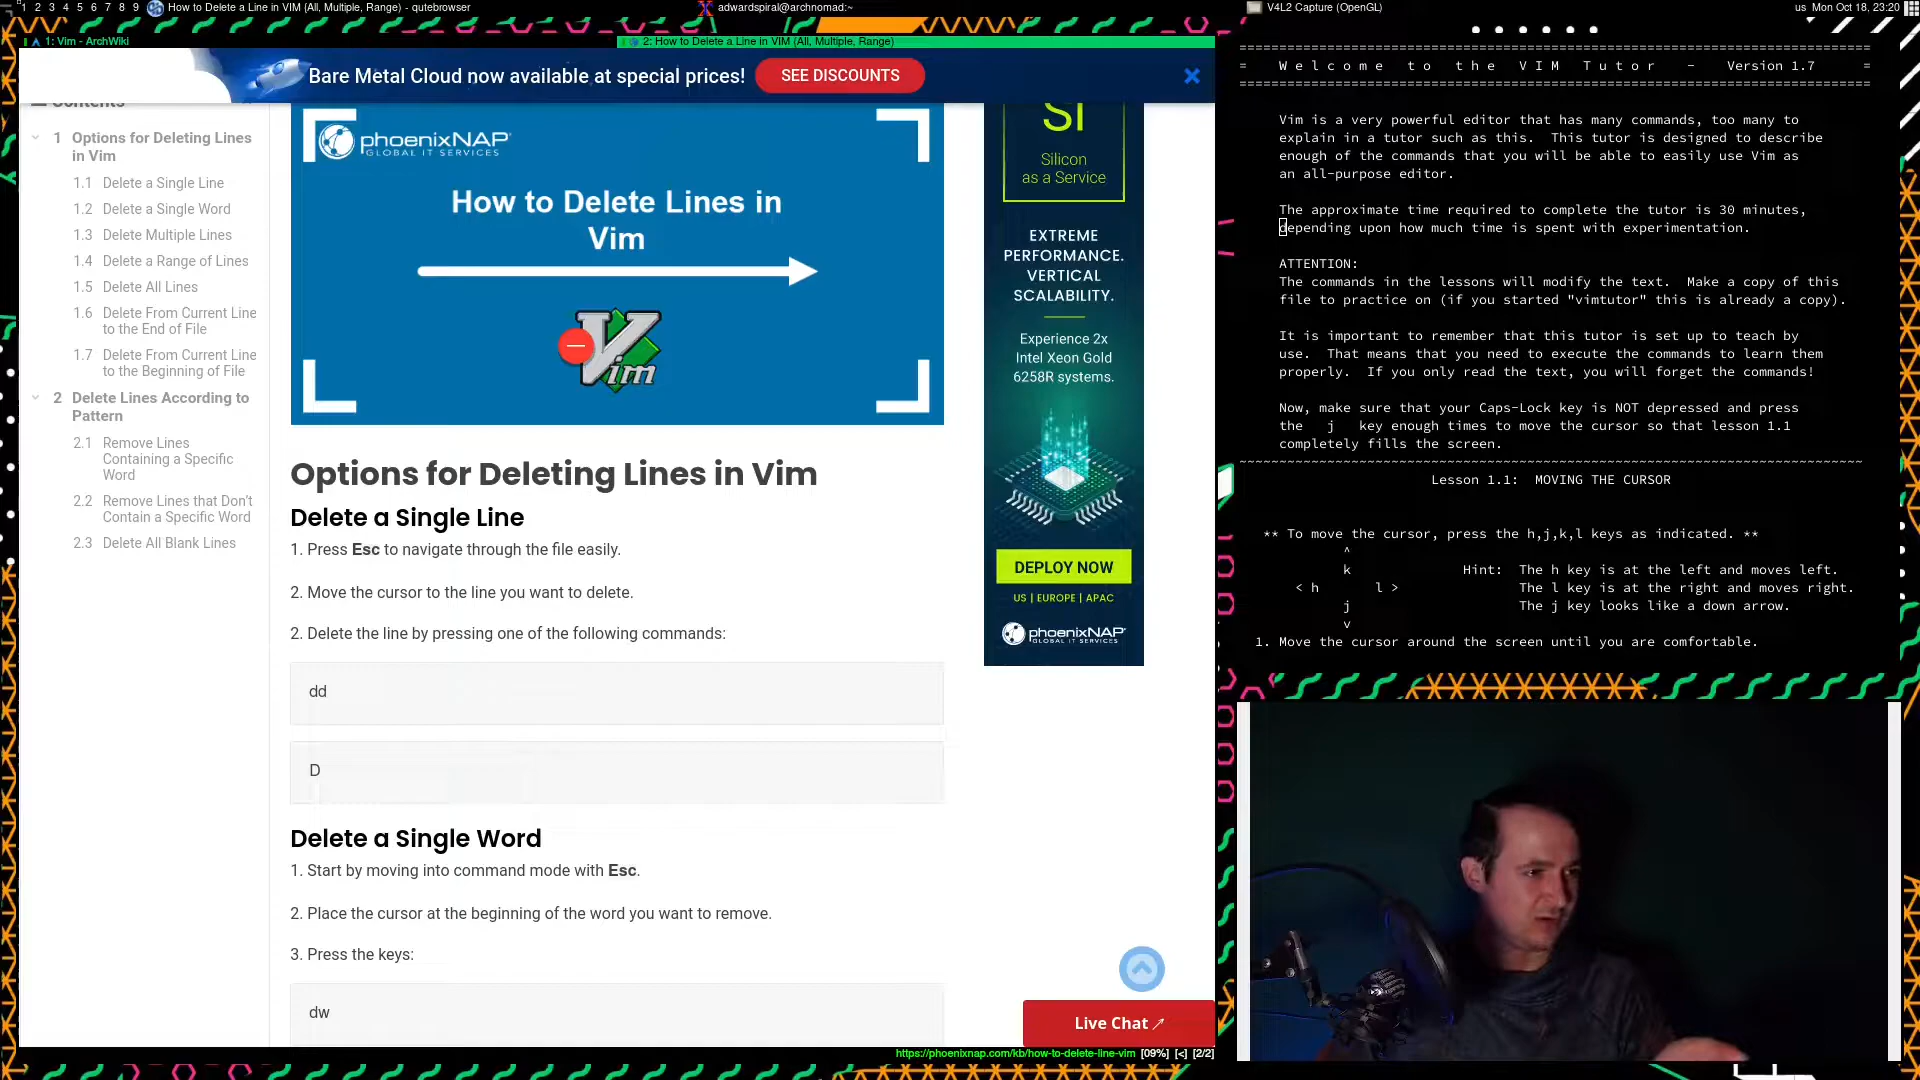 1 2 3 4 5 6 7 8 9 How to Delete a Line in VIM (All, Multiple, Range) - qutebrowser
adwardspiral@archnomad:~
V4L2 Capture (OpenGL)
us Mon Oct 18, 23:20
1: Vim - ArchWiki
2: How to Delete a Line in VIM (All, Multiple, Range)
Bare Metal Cloud now available at special prices!
SEE DISCOUNTS
Contents
1 Options for Deleting Lines
in Vim
1.1 Delete a Single Line
1.2 Delete a Single Word
1.3 Delete Multiple Lines
1.4 Delete a Range of Lines
1.5 Delete All Lines
1.6 Delete From Current Line
to the End of File
1.7 Delete From Current Line
to the Beginning of File
2 Delete Lines According to
Pattern
2.1 Remove Lines
Containing a Specific
Word
2.2 Remove Lines that Don't
Contain a Specific Word
2.3 Delete All Blank Lines
phoenixNAP
GLOBAL IT SERVICES
How to Delete Lines in
Vim
Vim
Options for Deleting Lines in Vim
Delete a Single Line
1. Press Esc to navigate through the file easily.
2. Move the cursor to the line you want to delete.
2. Delete the line by pressing one of the following commands:
dd
D
Delete a Single Word
1. Start by moving into command mode with Esc.
2. Place the cursor at the beginning of the word you want to remove.
3. Press the keys:
dw
Silicon
as a Service
EXTREME
PERFORMANCE.
VERTICAL
SCALABILITY.
Experience 2x
Intel Xeon Gold
6258R systems.
DEPLOY NOW
US | EUROPE | APAC
phoenixNAP
GLOBAL IT SERVICES
Live Chat
https://phoenixnap.com/kb/how-to-delete-line-vim [09%] [<] [2/2]
===============================================================================
=    W e l c o m e   t o   t h e   V I M   T u t o r    -    Version 1.7      =
===============================================================================
Vim is a very powerful editor that has many commands, too many to
explain in a tutor such as this.  This tutor is designed to describe
enough of the commands that you will be able to easily use Vim as
an all-purpose editor.
The approximate time required to complete the tutor is 30 minutes,
depending upon how much time is spent with experimentation.
ATTENTION:
The commands in the lessons will modify the text.  Make a copy of this
file to practice on (if you started "vimtutor" this is already a copy).
It is important to remember that this tutor is set up to teach by
use.  That means that you need to execute the commands to learn them
properly.  If you only read the text, you will forget the commands!
Now, make sure that your Caps-Lock key is NOT depressed and press
the   j   key enough times to move the cursor so that lesson 1.1
completely fills the screen.
~~~~~~~~~~~~~~~~~~~~~~~~~~~~~~~~~~~~~~~~~~~~~~~~~~~~~~~~~~~~~~~~~~~~~~~~~~~~~~
Lesson 1.1:  MOVING THE CURSOR
** To move the cursor, press the h,j,k,l keys as indicated. **
^
k              Hint:  The h key is at the left and moves left.
< h       l >               The l key is at the right and moves right.
j                     The j key looks like a down arrow.
v
1. Move the cursor around the screen until you are comfortable.